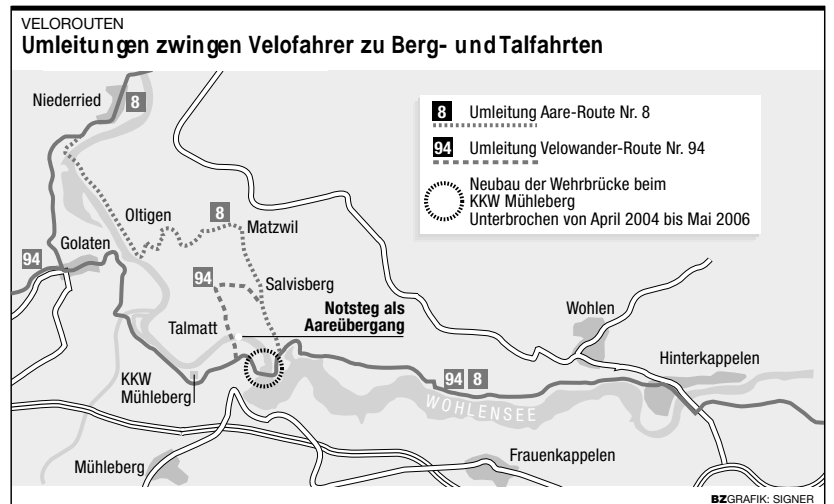 VELOROUTEN
Umleitungen zwingen Velofahrer zu Berg- und Talfahrten
Niederried
8
8 Umleitung Aare-Route Nr. 8
94 Umleitung Velowander-Route Nr. 94
Neubau der Wehrbrücke beim
KKW Mühleberg
Unterbrochen von April 2004 bis Mai 2006
Oltigen
8
Matzwil
Golaten
94
94
Salvisberg
Notsteg als
Aareübergang
Talmatt
Wohlen
Hinterkappelen
KKW
Mühleberg
94 8
WOHLENSEE
Mühleberg
Frauenkappelen
BZGRAFIK: SIGNER